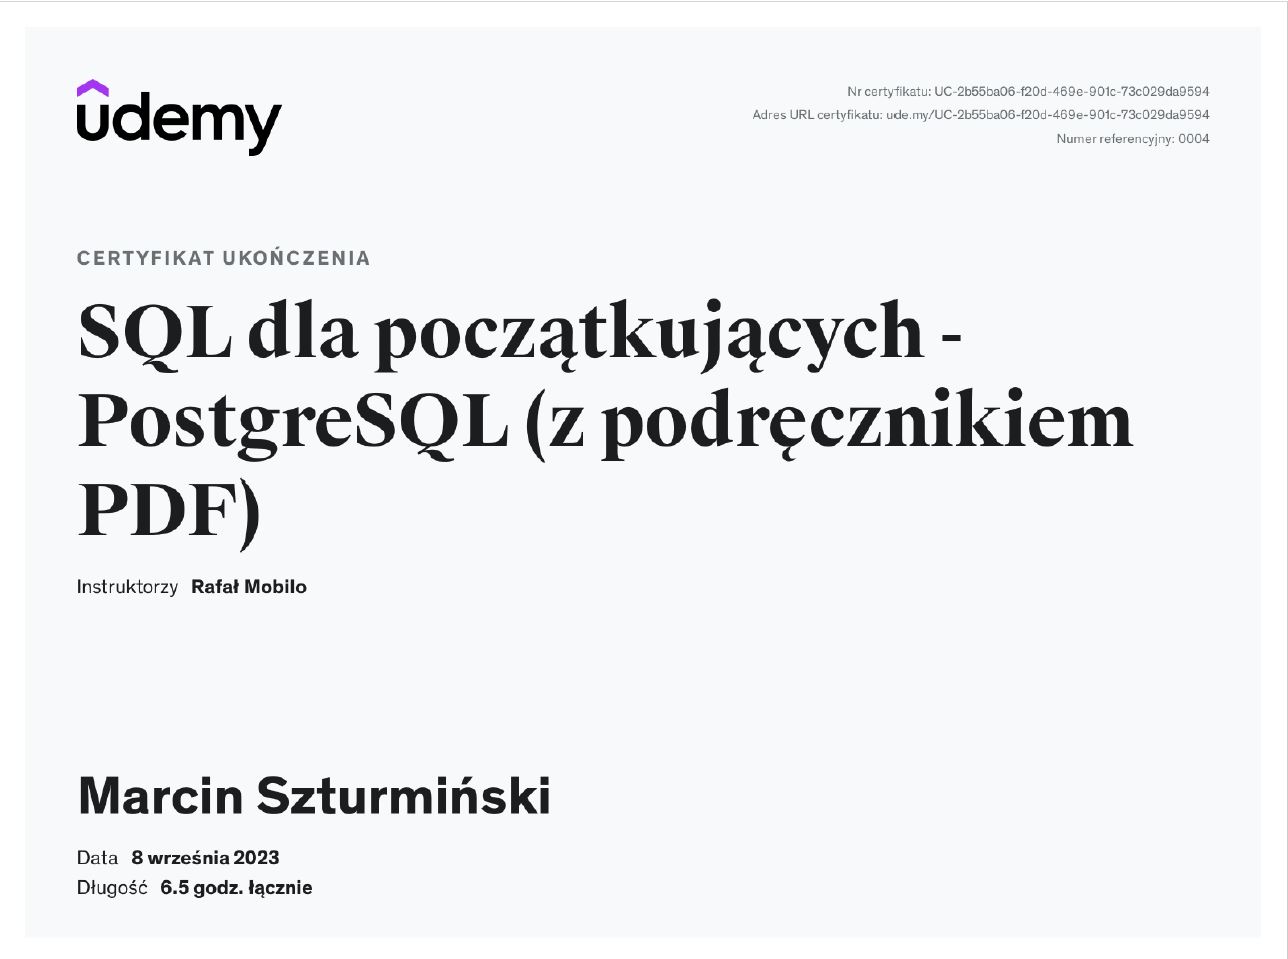 udemy
Nr certyfikatu: UC-2b55ba06-f20d-469e-901c-73c029da9594
Adres URL certyfikatu: ude.my/UC-2b55ba06-f20d-469e-901c-73c029da9594
Numer referencyjny: 0004
CERTYFIKAT UKOŃCZENIA
SQL dla początkujących -
PostgreSQL (z podręcznikiem
PDF)
Instruktorzy Rafał Mobilo
Marcin Szturmiński
Data 8 września 2023
Długość 6.5 godz. łącznie